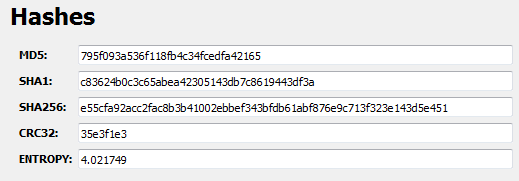 Hashes
MD5: 795f093a536f118fb4c34fcedfa42165
SHA1: c83624b0c3c65abea42305143db7c8619443df3a
SHA256: e55cfa92acc2fac8b3b41002ebbef343bfdb61abf876e9c713f323e143d5e451
CRC32: 35e3f1e3
ENTROPY: 4.021749